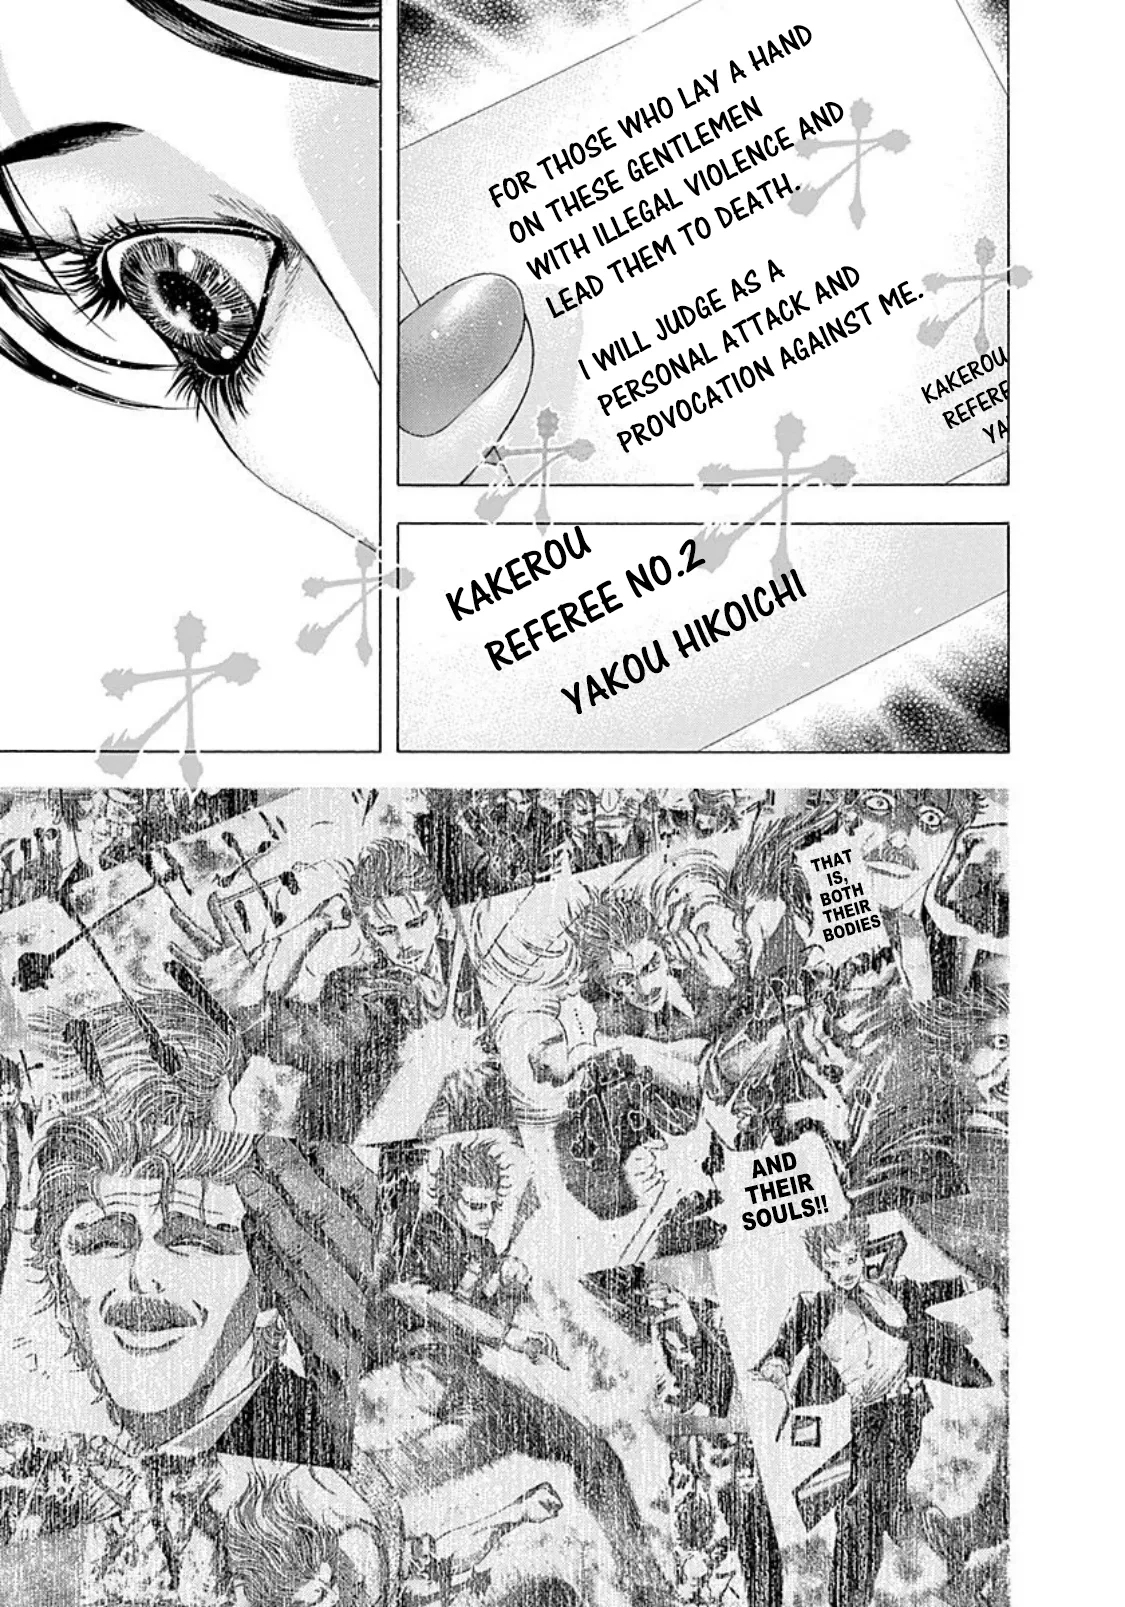 FOR THOSE WHO LAY A HAND
ON THESE GENTLEMEN
WITH ILLEGAL VIOLENCE AND
LEAD THEM TO DEATH.
I WILL JUDGE AS A
PERSONAL ATTACK AND
PROVOCATION AGAINST ME.
KAKEROU
REFERE
YA
KAKEROU
REFEREE NO.2
YAKOU HIKOICHI
THAT
IS,
BOTH
THEIR
BODIES
AND
THEIR
SOULS!!